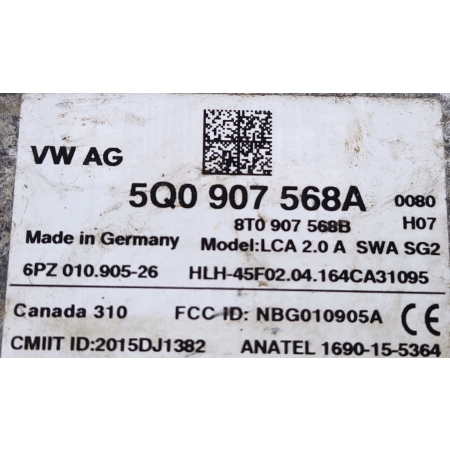 VW AG
5Q0 907 568A 0080
8T0 907 568B H07
Made in Germany Model:LCA 2.0 A SWA SG2
6PZ 010.905-26 HLH-45F02.04.164CA31095
Canada 310 FCC ID: NBG010905A CE
CMIIT ID:2015DJ1382 ANATEL 1690-15-5364